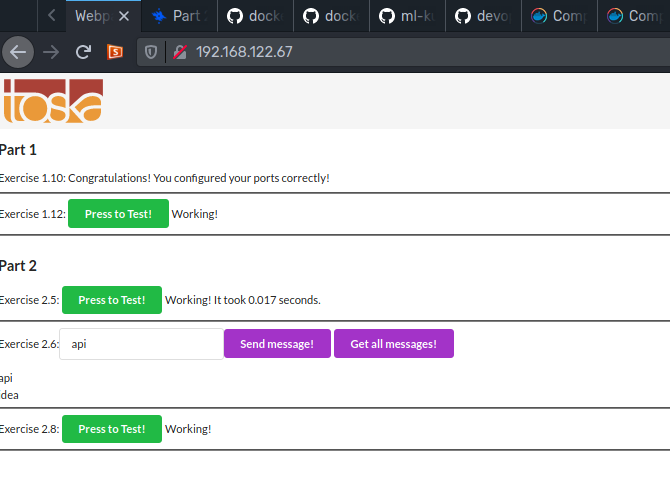 Webp
Part
dock
dock
ml-ku
devo
Comp
Com
S
192.168.122.67
toska
Part 1
Exercise 1.10: Congratulations! You configured your ports correctly!
Exercise 1.12: Press to Test! Working!
Part 2
Exercise 2.5: Press to Test! Working! It took 0.017 seconds.
Exercise 2.6: api Send message! Get all messages!
api
idea
Exercise 2.8: Press to Test! Working!